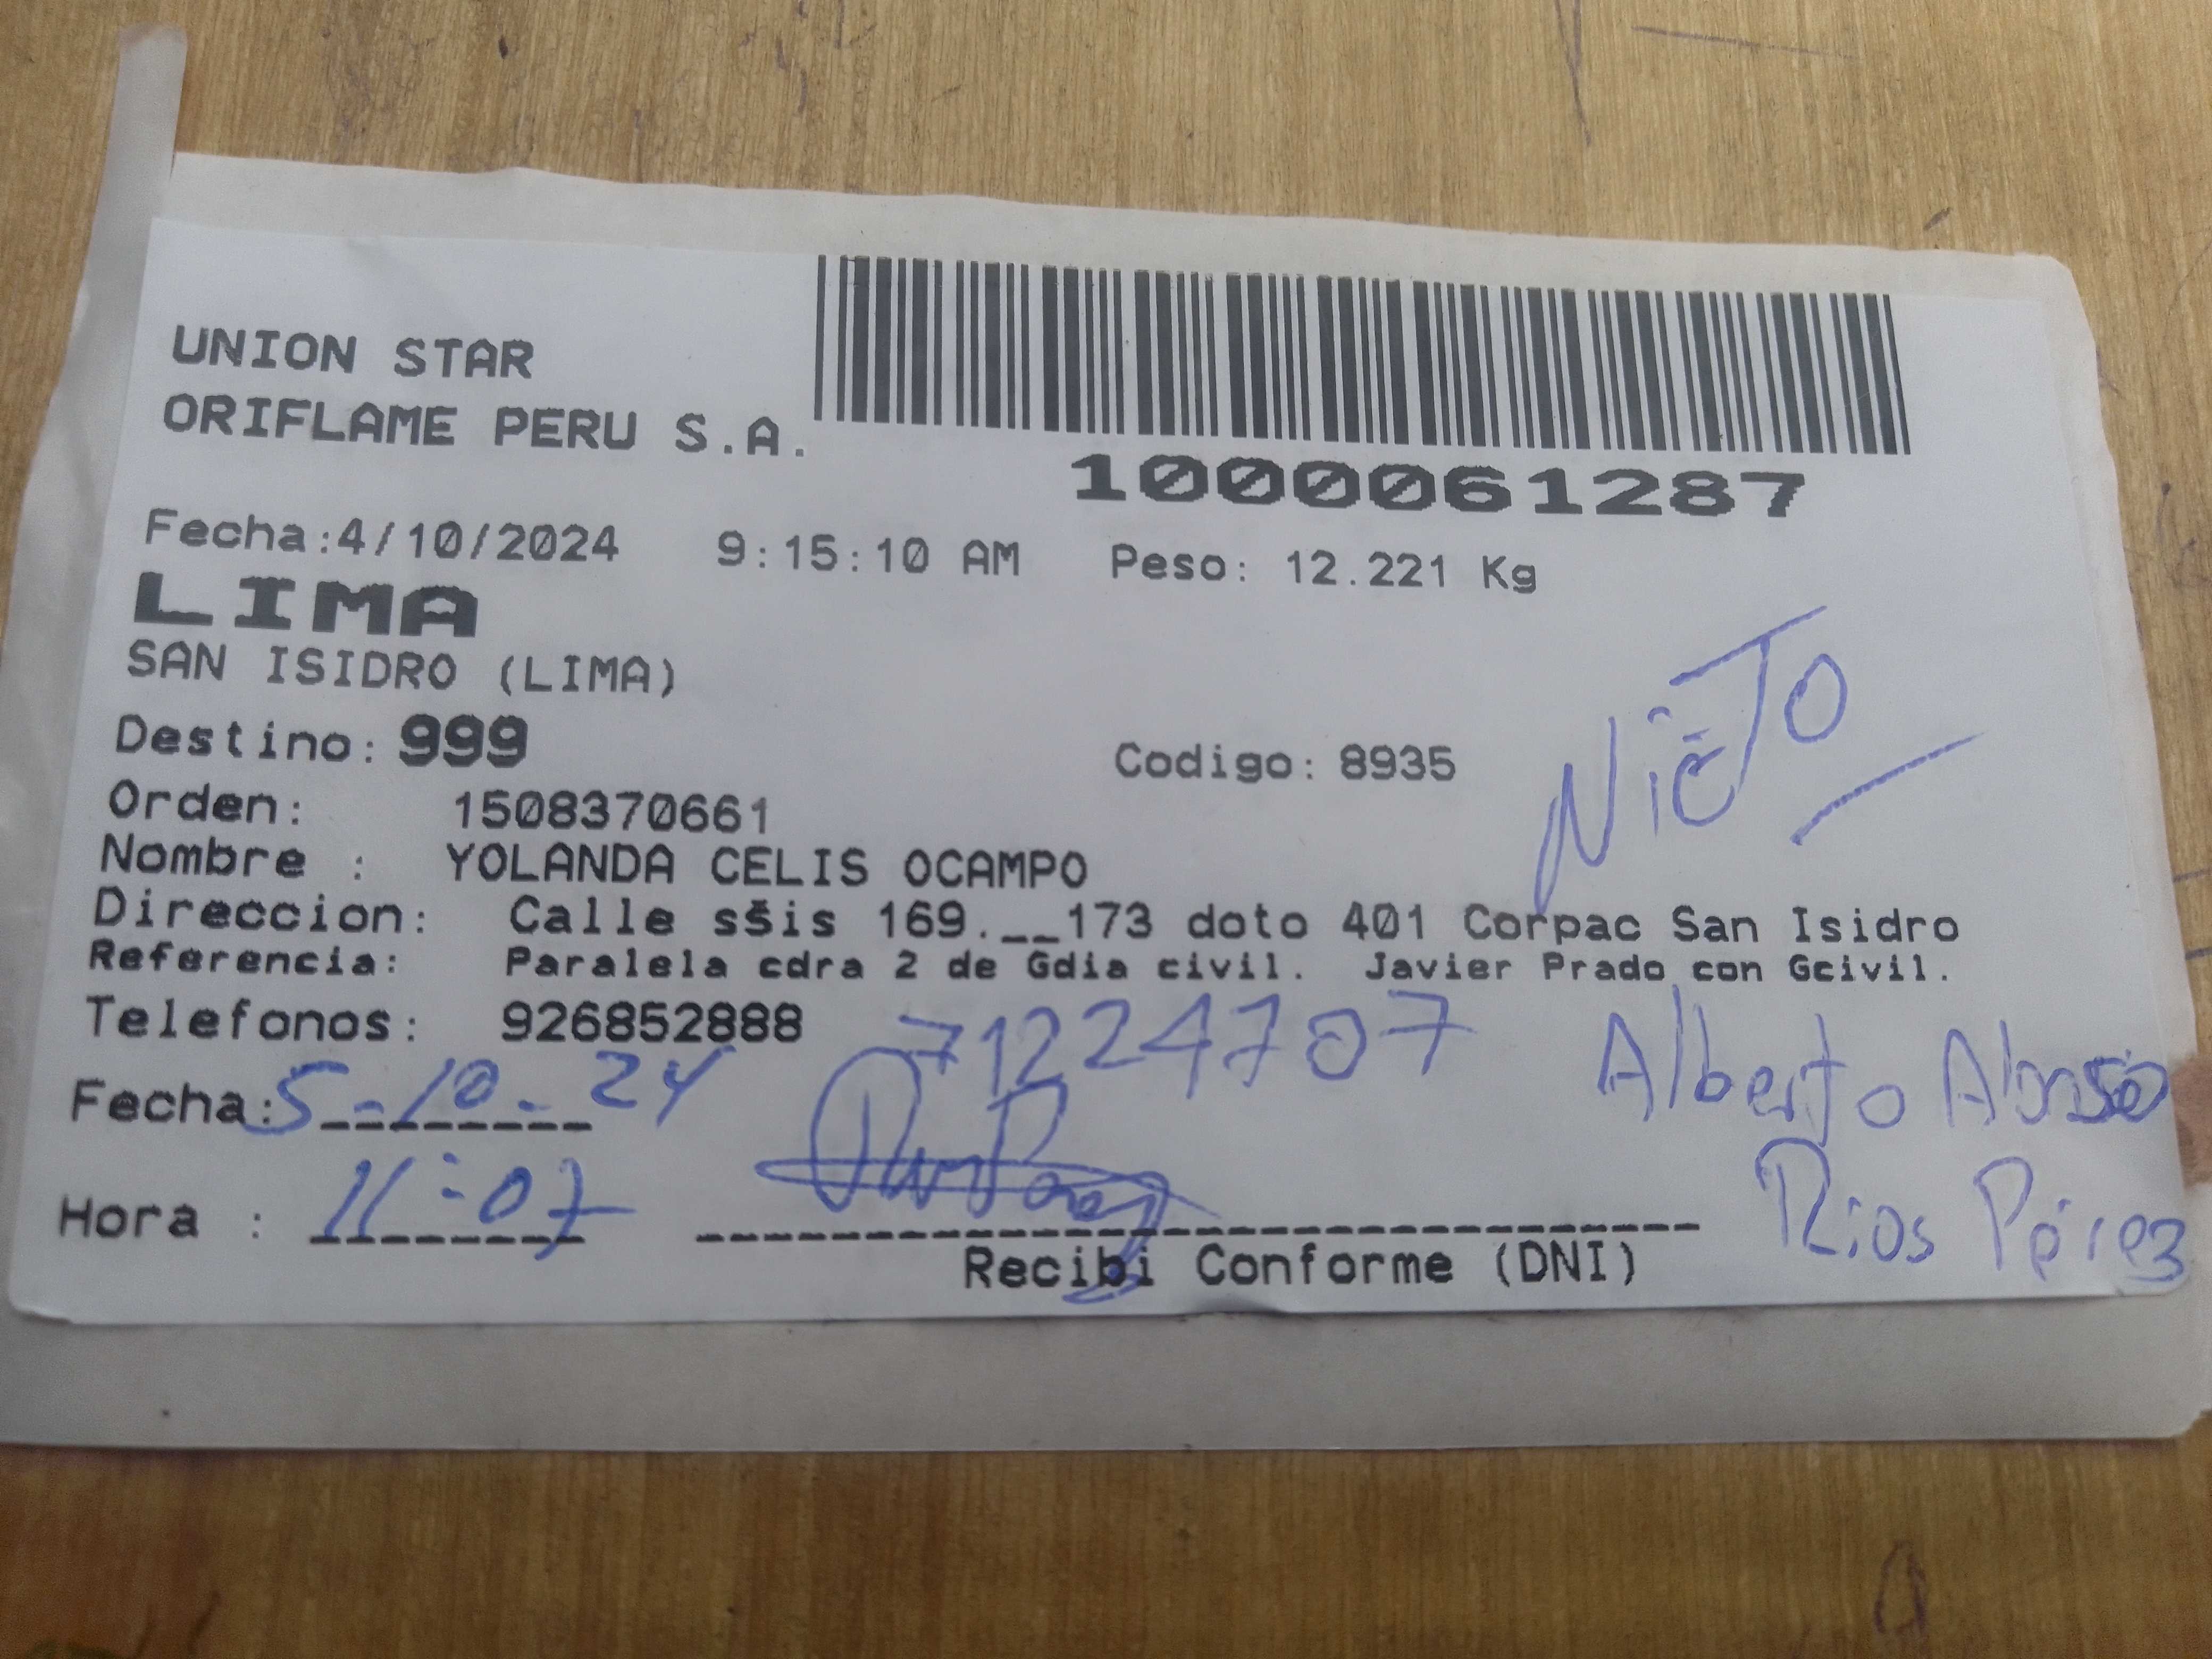 UNION STAR
ORIFLAME PERU S.A.
1000061287
Fecha:4/10/2024 9:15:10 AM Peso: 12.221 Kg
LIMA
SAN ISIDRO (LIMA)
NieTO
Destino: 999 Codigo: 8935
Orden: 1508370661
Nombre : YOLANDA CELIS OCAMPO
Direccion: Calle sšis 169.__173 doto 401 Corpac San Isidro
Referencia: Paralela cdra 2 de Gdia civil. Javier Prado con Gcivil.
Telefonos: 926852888
71224707 Alberto Alonso
Fecha: 5-10-24
Rios Pérez
Hora : 11:07
Recibi Conforme (DNI)